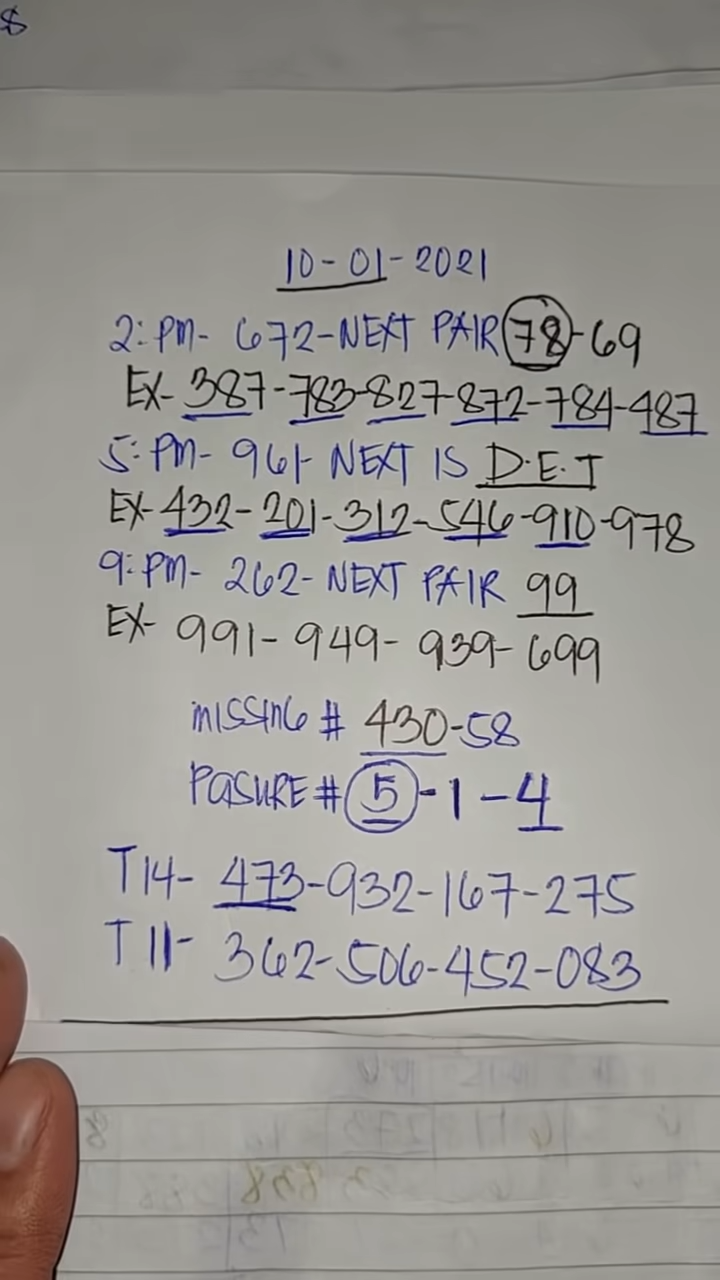 8
10-01-2021
2:PM- 672-NEXT PAIR 78-69
EX- 387-783-827-872-784-487
5:PM- 961- NEXT IS D.E.T
EX- 432-201-312-546-910-978
9:PM- 262- NEXT PAIR 99
EX- 991-949-939-699
MISSING # 430-58
PASURE # 5-1-4
T14- 473-932-167-275
T11- 362-506-452-083